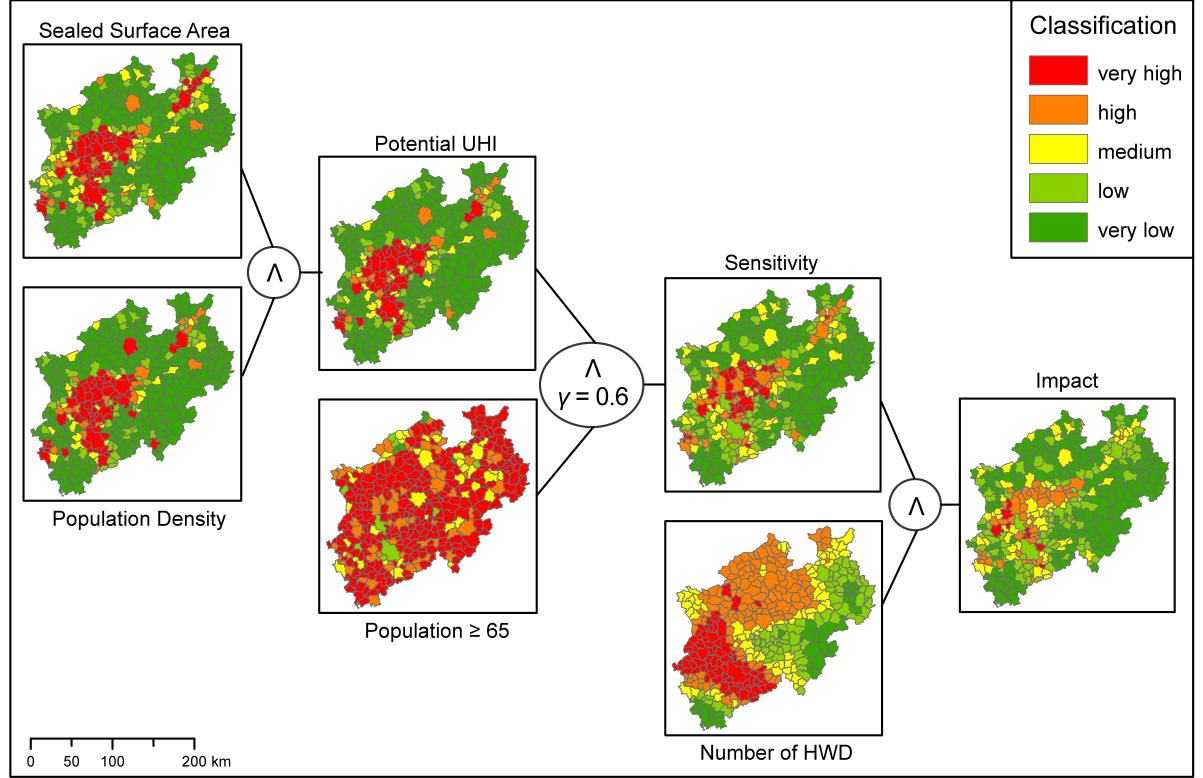 Sealed Surface Area
Classification
very high
high
medium
low
very low
Potential UHI
Λ
Sensitivity
Λ
γ = 0.6
Impact
Population Density
Λ
Population ≥ 65
Number of HWD
0 50 100 200 km